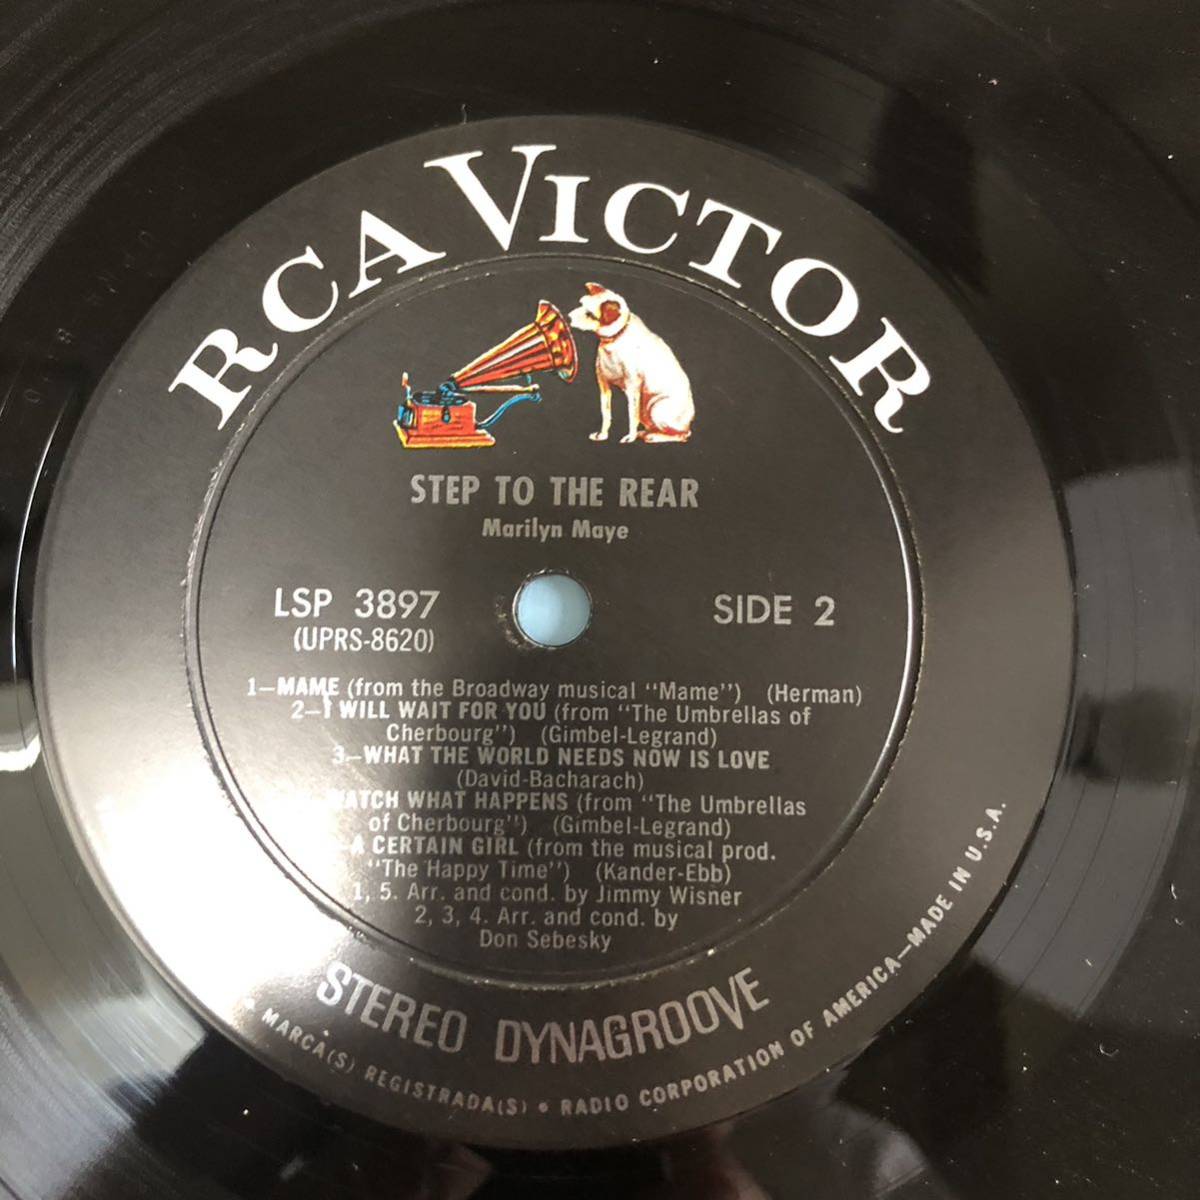 RCA VICTOR
STEP TO THE REAR
Marilyn Maye
LSP 3897
(UPRS-8620)
SIDE 2
1—MAME (from the Broadway musical "Mame") (Herman)
2—I WILL WAIT FOR YOU (from "The Umbrellas of
Cherbourg") (Gimbel-Legrand)
3—WHAT THE WORLD NEEDS NOW IS LOVE
(David-Bacharach)
WATCH WHAT HAPPENS (from "The Umbrellas
of Cherbourg") (Gimbel-Legrand)
A CERTAIN GIRL (from the musical prod.
"The Happy Time") (Kander-Ebb)
1, 5. Arr. and cond. by Jimmy Wisner
2, 3, 4. Arr. and cond. by
Don Sebesky
STEREO DYNAGROOVE
MARCA(S) REGISTRADA(S) • RADIO CORPORATION OF AMERICA—MADE IN U.S.A.